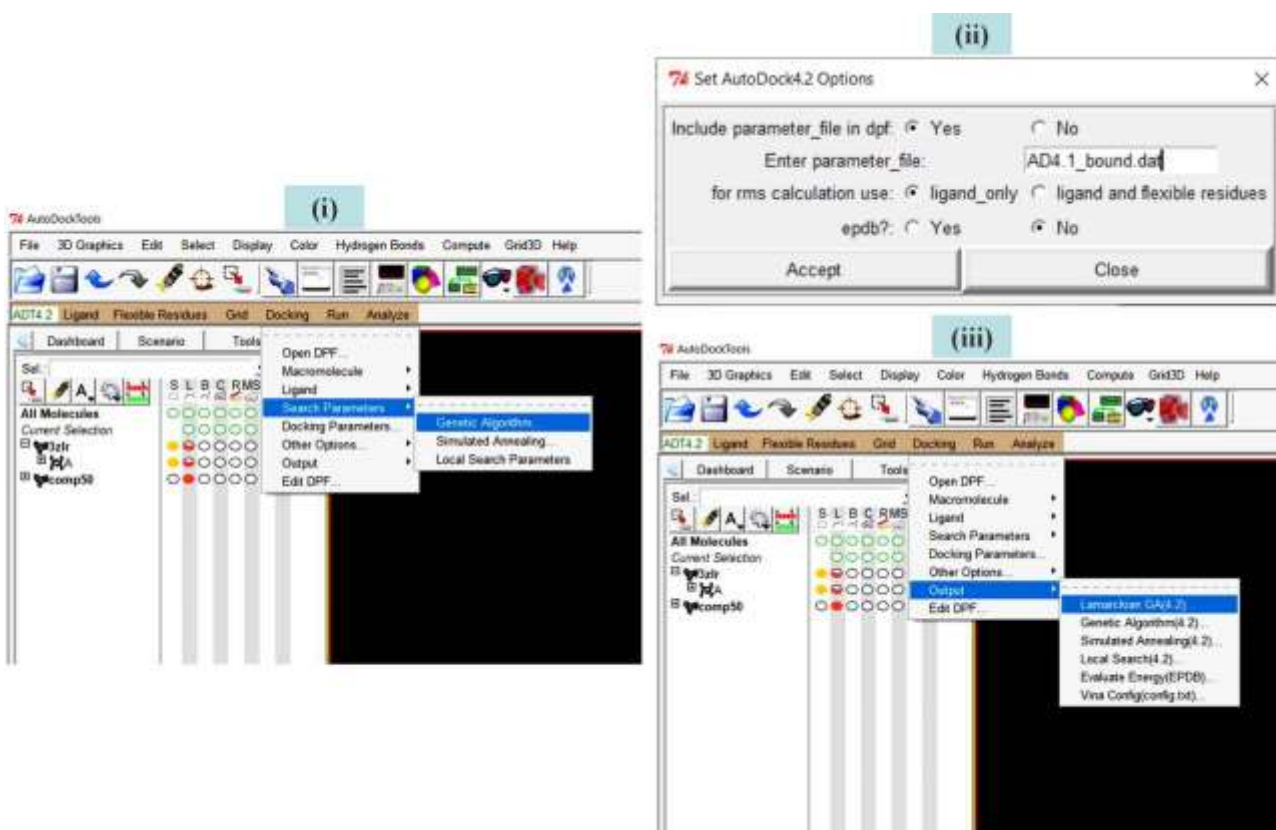 (i)
AutoDockTools
File 3D Graphics Edit Select Display Color Hydrogen Bonds Compute Grid3D Help
ADT4.2 Ligand Flexible Residues Grid Docking Run Analyze
Dashboard Scenario Tools
Sel.:
S L B C R MS
All Molecules
Current Selection
3zlr
A
comp50
Open DPF...
Macromolecule
Ligand
Search Parameters
Docking Parameters...
Other Options...
Output
Edit DPF...
Genetic Algorithm
Simulated Annealing...
Local Search Parameters
(ii)
Set AutoDock4.2 Options
Include parameter_file in dpf: Yes No
Enter parameter_file: AD4.1_bound.dat
for rms calculation use: ligand_only ligand and flexible residues
epdb?: Yes No
Accept Close
(iii)
AutoDockTools
File 3D Graphics Edit Select Display Color Hydrogen Bonds Compute Grid3D Help
ADT4.2 Ligand Flexible Residues Grid Docking Run Analyze
Dashboard Scenario Tools
Sel.:
S L B C R MS
All Molecules
Current Selection
3zlr
A
comp50
Open DPF...
Macromolecule
Ligand
Search Parameters
Docking Parameters...
Other Options...
Output
Edit DPF...
Lamarckian GA(4.2)
Genetic Algorithm(4.2)...
Simulated Annealing(4.2)...
Local Search(4.2)...
Evaluate Energy(EPDB)...
Vina Config(config.txt)...